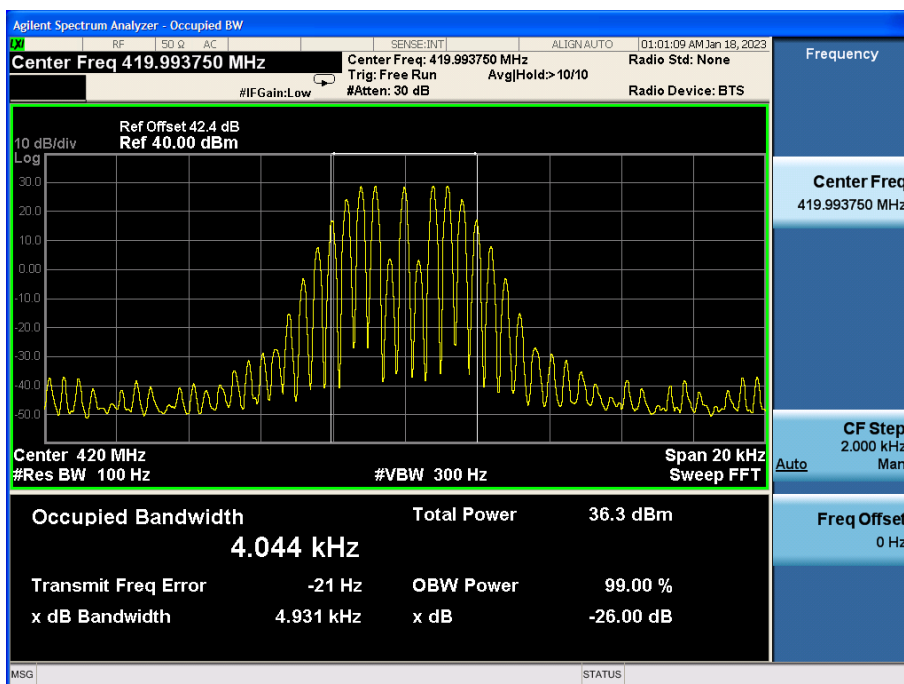 Agilent Spectrum Analyzer - Occupied BW
LXI RF 50 Ω AC SENSE:INT ALIGN AUTO 01:01:09 AM Jan 18, 2023
Center Freq 419.993750 MHz
Center Freq: 419.993750 MHz
Radio Std: None
Trig: Free Run Avg|Hold:>10/10
#IFGain:Low
#Atten: 30 dB
Radio Device: BTS
Ref Offset 42.4 dB
10 dB/div Ref 40.00 dBm
Log
30.0
20.0
10.0
0.00
-10.0
-20.0
-30.0
-40.0
-50.0
Center 420 MHz Span 20 kHz
#Res BW 100 Hz #VBW 300 Hz Sweep FFT
Occupied Bandwidth Total Power 36.3 dBm
4.044 kHz
Transmit Freq Error -21 Hz OBW Power 99.00 %
x dB Bandwidth 4.931 kHz x dB -26.00 dB
MSG STATUS
Frequency
Center Freq
419.993750 MHz
CF Step
2.000 kHz
Auto Man
Freq Offset
0 Hz